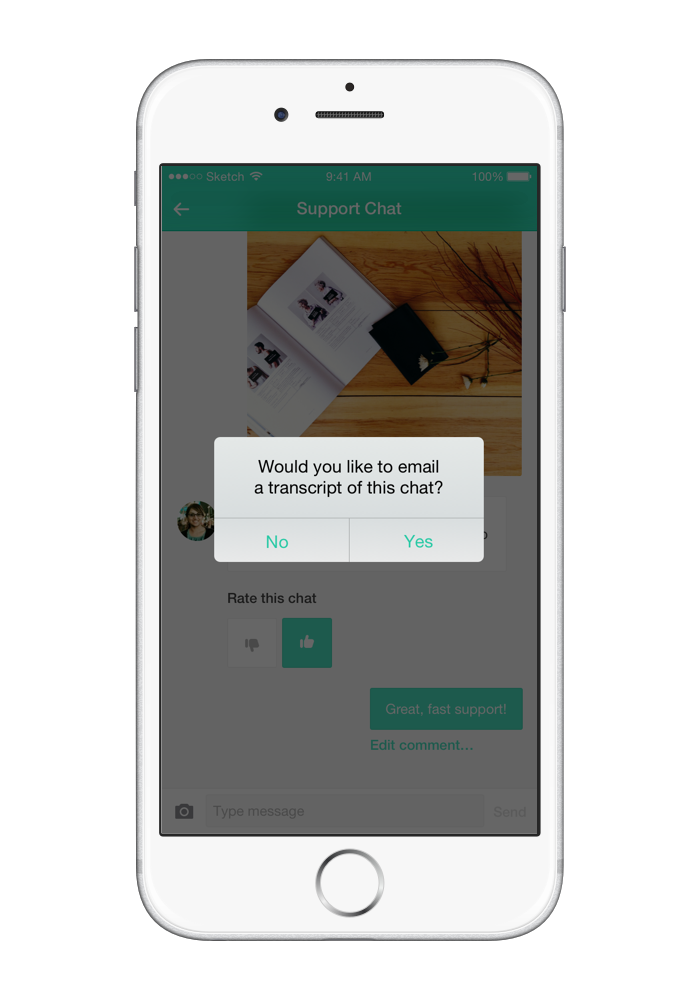 Sketch 9:41 AM 100%
Support Chat
Would you like to email
a transcript of this chat?
No Yes
Rate this chat
Great, fast support!
Edit comment...
Type message Send